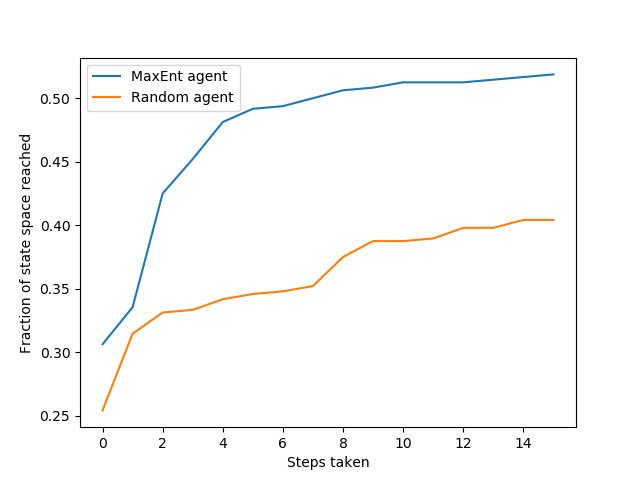 MaxEnt agent
Random agent
Fraction of state space reached
0.50
0.45
0.40
0.35
0.30
0.25
0 2 4 6 8 10 12 14
Steps taken